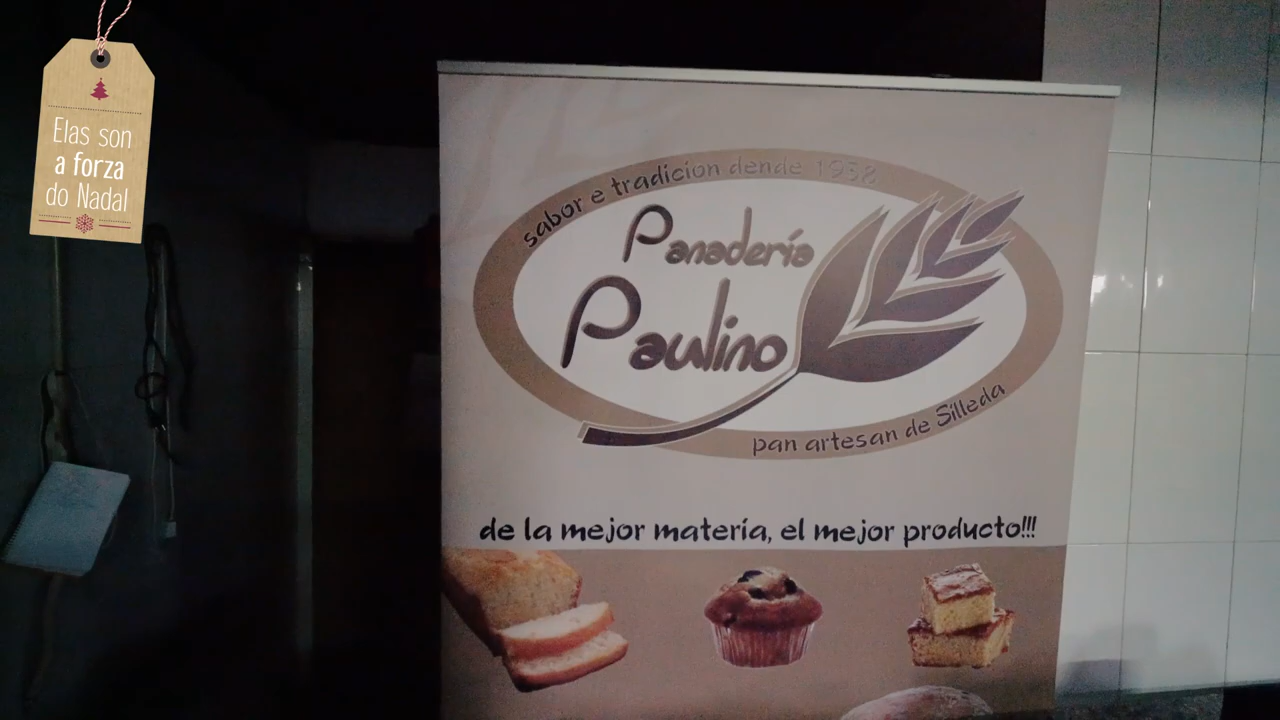 Elas son
a forza
do Nadal
sabor e tradicion dende 1938
Panadería
Paulino
pan artesan de Silleda
de la mejor materia, el mejor producto!!!